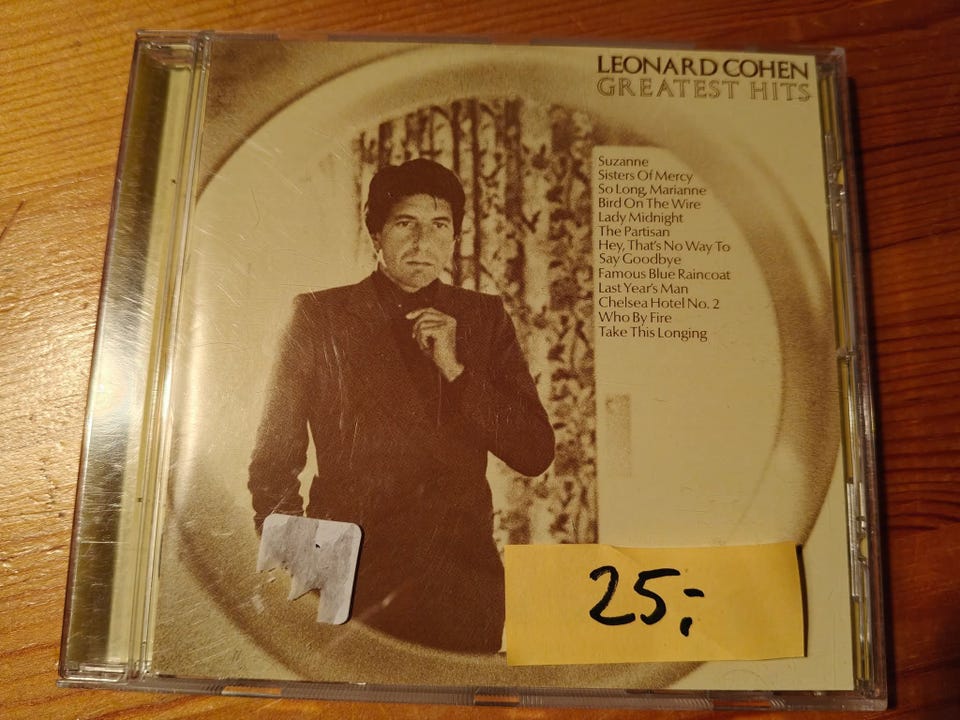 LEONARD COHEN
GREATEST HITS
Suzanne
Sisters Of Mercy
So Long, Marianne
Bird On The Wire
Lady Midnight
The Partisan
Hey, That's No Way To
Say Goodbye
Famous Blue Raincoat
Last Year's Man
Chelsea Hotel No. 2
Who By Fire
Take This Longing
25,-